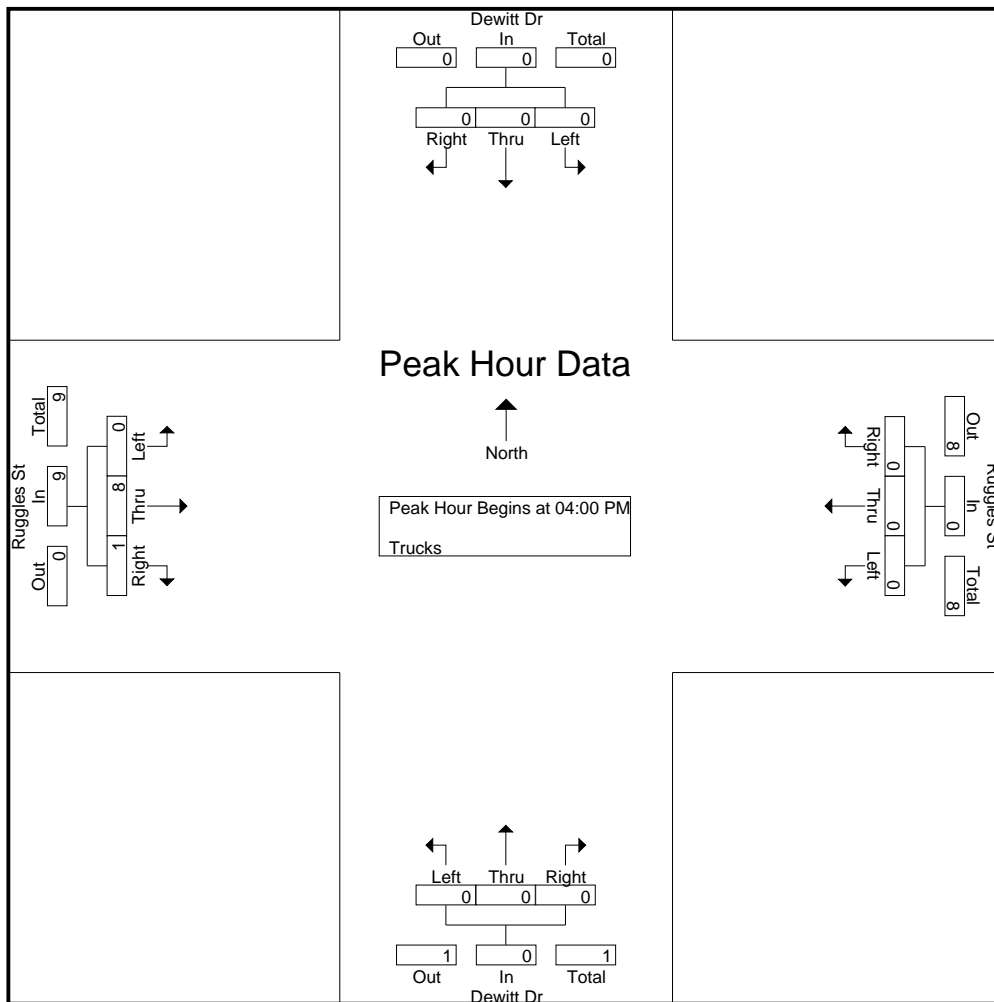 Dewitt Dr
Out In Total
0 0 0
0 0 0
Right Thru Left
Peak Hour Data
North
Peak Hour Begins at 04:00 PM
Trucks
Ruggles St
Total In Out
9 9 0
0 8 1
Left Thru Right
Ruggles St
Out In Total
8 0 8
0 0 0
Right Thru Left
Left Thru Right
0 0 0
1 0 1
Out In Total
Dewitt Dr